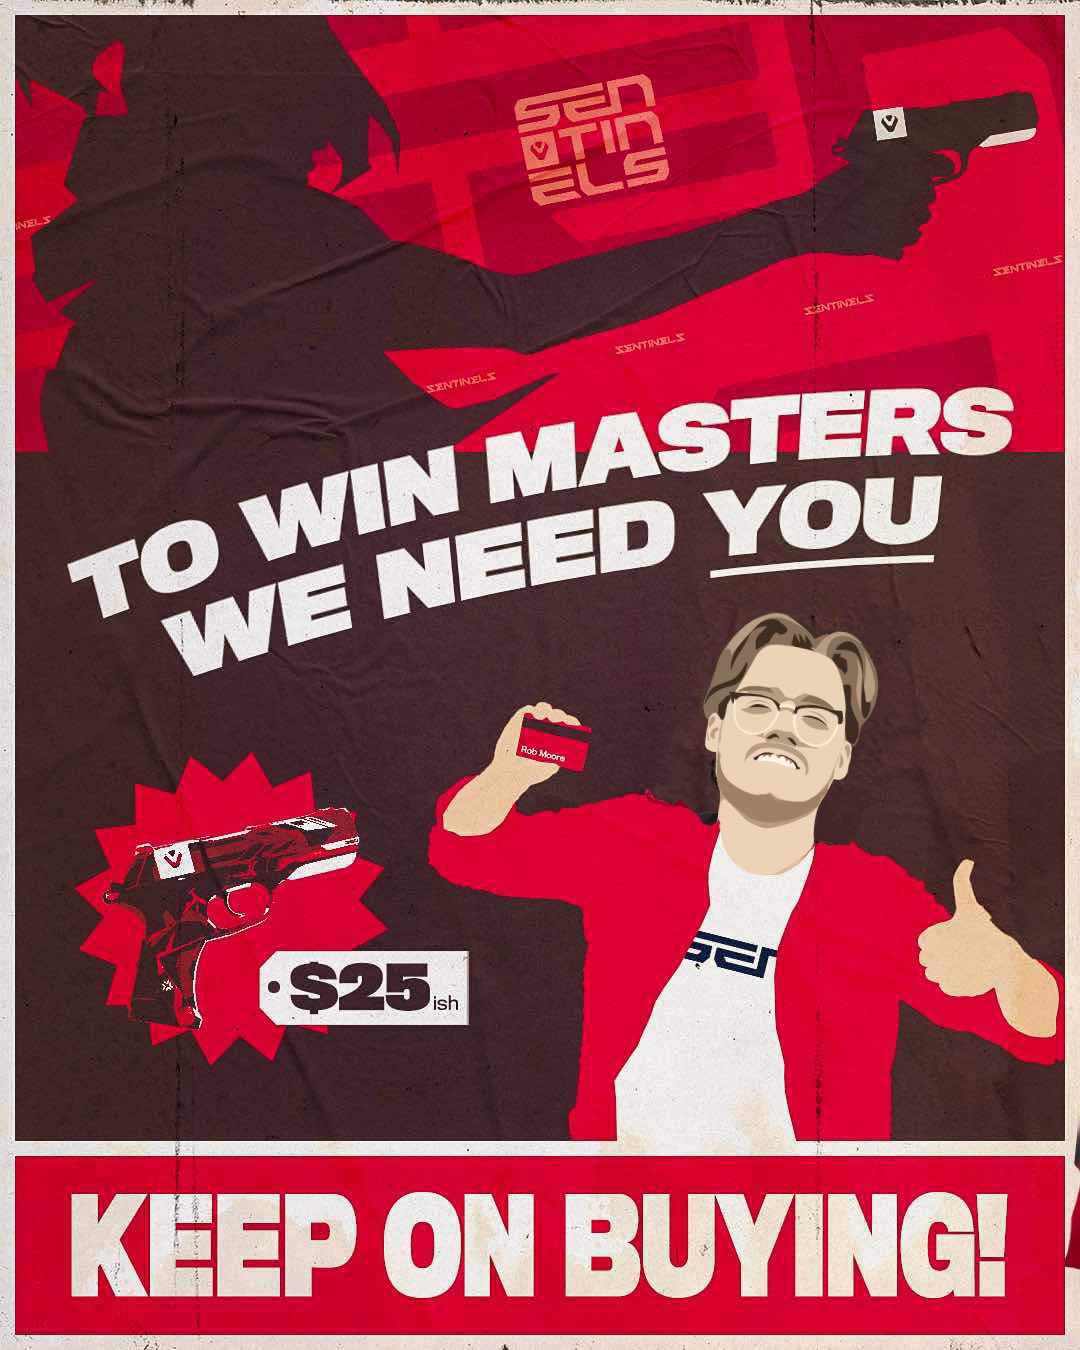 SEN
TIN
ELS
SENTINELS
SENTINELS
SENTINELS
SENTINELS
TO WIN MASTERS
WE NEED YOU
Rob Moore
SEN
$25ish
KEEP ON BUYING!